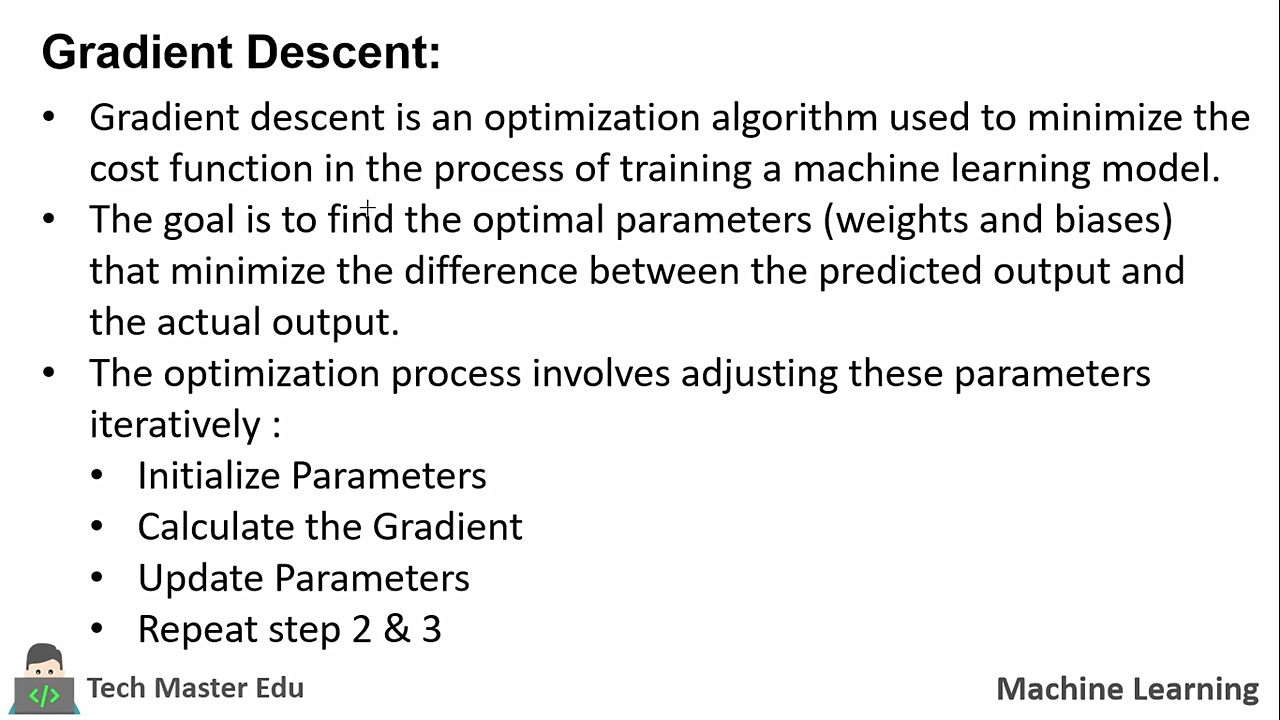 Gradient Descent:
• Gradient descent is an optimization algorithm used to minimize the
cost function in the process of training a machine learning model.
• The goal is to find the optimal parameters (weights and biases)
that minimize the difference between the predicted output and
the actual output.
• The optimization process involves adjusting these parameters
iteratively :
• Initialize Parameters
• Calculate the Gradient
• Update Parameters
• Repeat step 2 & 3
</>
Tech Master Edu
Machine Learning